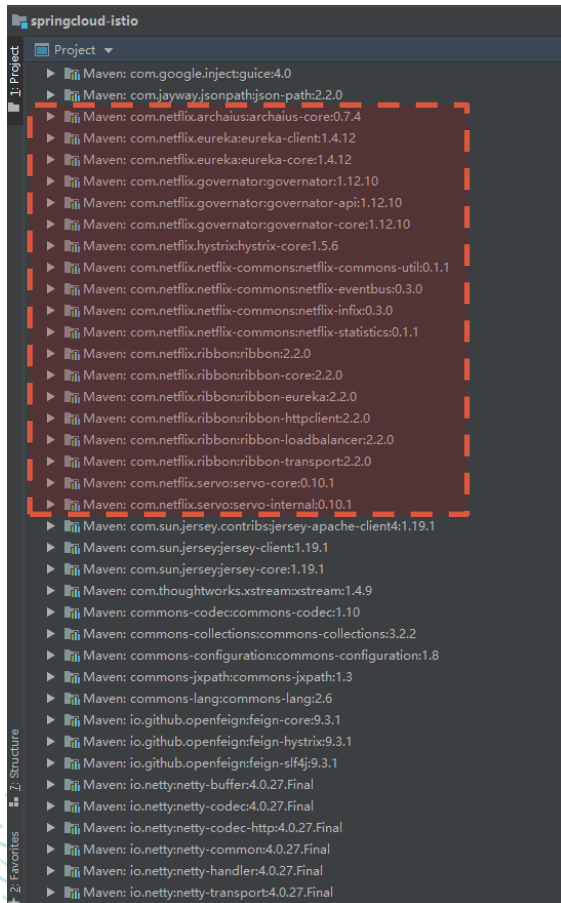 springcloud-istio
Project
1: Project
Maven: com.google.inject:guice:4.0
Maven: com.jayway.jsonpath:json-path:2.2.0
Maven: com.netflix.archaius:archaius-core:0.7.4
Maven: com.netflix.eureka:eureka-client:1.4.12
Maven: com.netflix.eureka:eureka-core:1.4.12
Maven: com.netflix.governator:governator:1.12.10
Maven: com.netflix.governator:governator-api:1.12.10
Maven: com.netflix.governator:governator-core:1.12.10
Maven: com.netflix.hystrix:hystrix-core:1.5.6
Maven: com.netflix.netflix-commons:netflix-commons-util:0.1.1
Maven: com.netflix.netflix-commons:netflix-eventbus:0.3.0
Maven: com.netflix.netflix-commons:netflix-infix:0.3.0
Maven: com.netflix.netflix-commons:netflix-statistics:0.1.1
Maven: com.netflix.ribbon:ribbon:2.2.0
Maven: com.netflix.ribbon:ribbon-core:2.2.0
Maven: com.netflix.ribbon:ribbon-eureka:2.2.0
Maven: com.netflix.ribbon:ribbon-httpclient:2.2.0
Maven: com.netflix.ribbon:ribbon-loadbalancer:2.2.0
Maven: com.netflix.ribbon:ribbon-transport:2.2.0
Maven: com.netflix.servo:servo-core:0.10.1
Maven: com.netflix.servo:servo-internal:0.10.1
Maven: com.sun.jersey.contribs:jersey-apache-client4:1.19.1
Maven: com.sun.jersey:jersey-client:1.19.1
Maven: com.sun.jersey:jersey-core:1.19.1
Maven: com.thoughtworks.xstream:xstream:1.4.9
Maven: commons-codec:commons-codec:1.10
Maven: commons-collections:commons-collections:3.2.2
Maven: commons-configuration:commons-configuration:1.8
Maven: commons-jxpath:commons-jxpath:1.3
Maven: commons-lang:commons-lang:2.6
Maven: io.github.openfeign:feign-core:9.3.1
Maven: io.github.openfeign:feign-hystrix:9.3.1
Maven: io.github.openfeign:feign-slf4j:9.3.1
Maven: io.netty:netty-buffer:4.0.27.Final
Maven: io.netty:netty-codec:4.0.27.Final
Maven: io.netty:netty-codec-http:4.0.27.Final
Maven: io.netty:netty-common:4.0.27.Final
Maven: io.netty:netty-handler:4.0.27.Final
Maven: io.netty:netty-transport:4.0.27.Final
7: Structure
2: Favorites